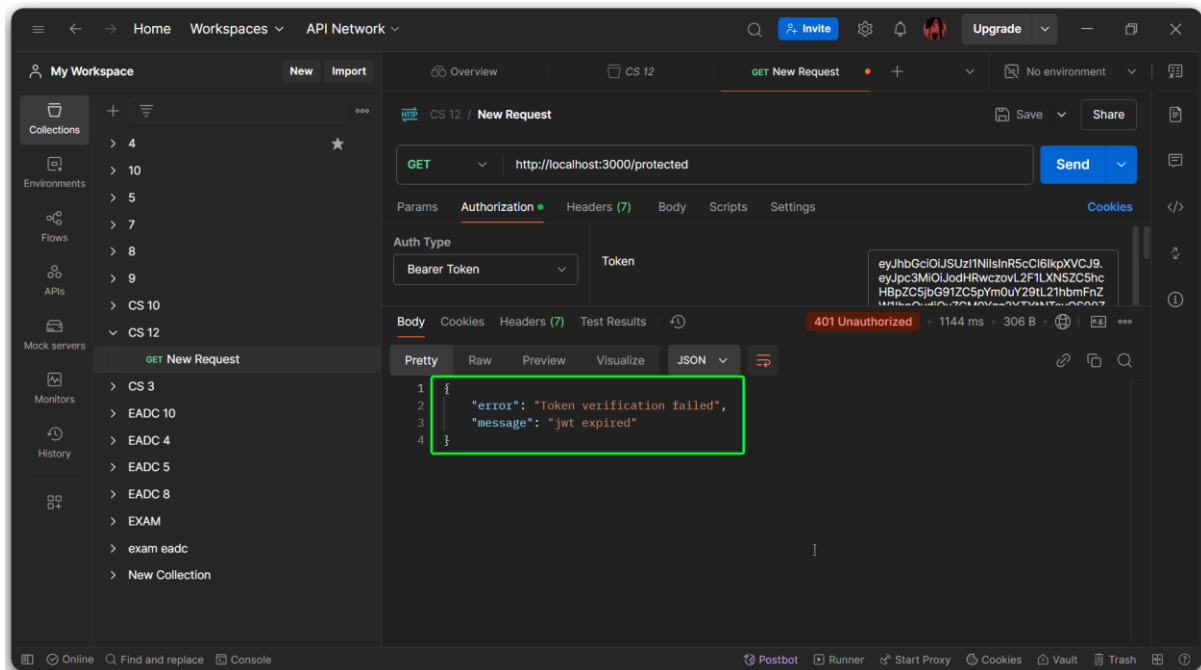 Home Workspaces API Network Invite Upgrade
My Workspace New Import Overview CS 12 GET New Request No environment
Collections
Environments
Flows
APIs
Mock servers
Monitors
History
4
10
5
7
8
9
CS 10
CS 12
GET New Request
CS 3
EADC 10
EADC 4
EADC 5
EADC 8
EXAM
exam eadc
New Collection
HTTP CS 12 / New Request Save Share
GET http://localhost:3000/protected Send
Params Authorization Headers (7) Body Scripts Settings Cookies
Auth Type
Bearer Token
Token
eyJhbGciOiJSUzI1NiIsInR5cCI6IkpXVCJ9.
eyJpc3MiOiJodHRwczovL2F1LXN5ZC5hc
HBpZC5jbG91ZC5pYm0uY29tL21hbmFnZ
Body Cookies Headers (7) Test Results 401 Unauthorized 1144 ms 306 B e.g.
Pretty Raw Preview Visualize JSON
1 {
2 "error": "Token verification failed",
3 "message": "jwt expired"
4 }
Online Find and replace Console Postbot Runner Start Proxy Cookies Vault Trash